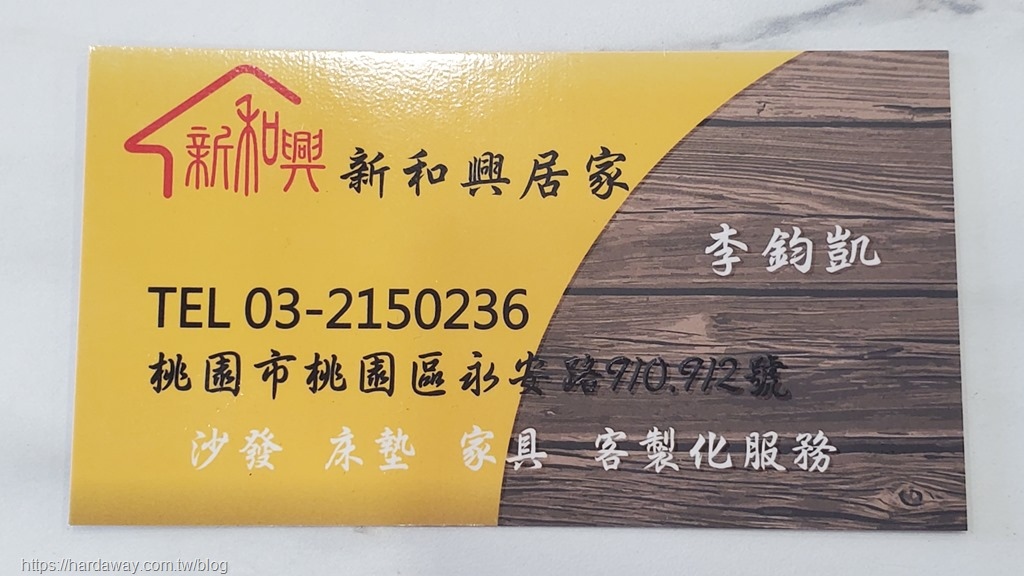 新和興
新和興居家
李鈞凱
TEL 03-2150236
桃園市桃園區永安路910.912號
沙發 床墊 家具 客製化服務
https://hardaway.com.tw/blog